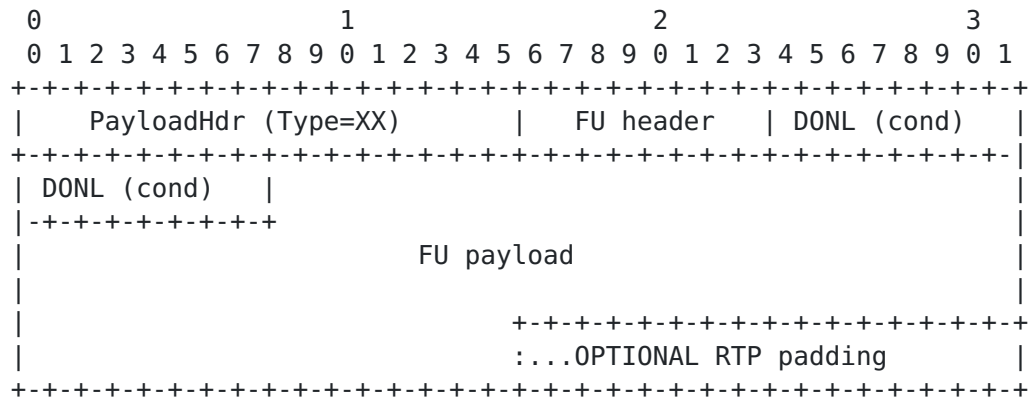 0                   1                   2                   3
 0 1 2 3 4 5 6 7 8 9 0 1 2 3 4 5 6 7 8 9 0 1 2 3 4 5 6 7 8 9 0 1
+-+-+-+-+-+-+-+-+-+-+-+-+-+-+-+-+-+-+-+-+-+-+-+-+-+-+-+-+-+-+-+-+
|    PayloadHdr (Type=XX)       |   FU header   | DONL (cond)   |
+-+-+-+-+-+-+-+-+-+-+-+-+-+-+-+-+-+-+-+-+-+-+-+-+-+-+-+-+-+-+-+-|
| DONL (cond)   |                                               |
|-+-+-+-+-+-+-+-+                                               |
|                         FU payload                            |
|                                                               |
|                               +-+-+-+-+-+-+-+-+-+-+-+-+-+-+-+-+
|                               :...OPTIONAL RTP padding        |
+-+-+-+-+-+-+-+-+-+-+-+-+-+-+-+-+-+-+-+-+-+-+-+-+-+-+-+-+-+-+-+-+